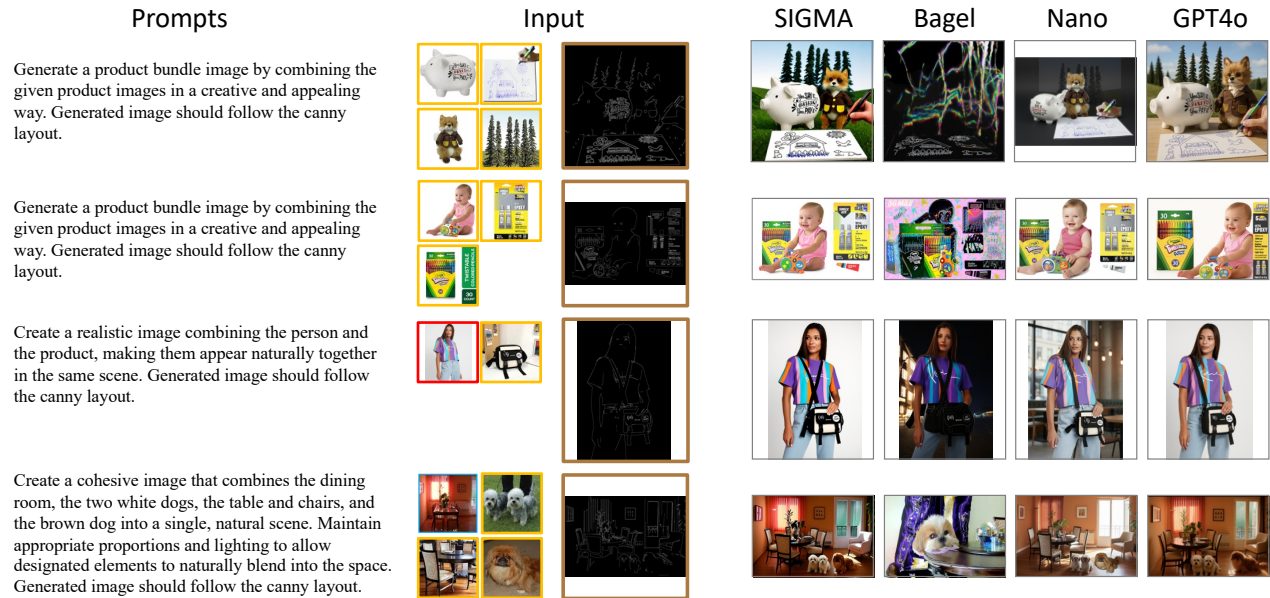 Prompts
Input
SIGMA
Bagel
Nano
GPT4o
Generate a product bundle image by combining the
given product images in a creative and appealing
way. Generated image should follow the canny
layout.
Generate a product bundle image by combining the
given product images in a creative and appealing
way. Generated image should follow the canny
layout.
TWISTABLE
COLORED PENCILS
30
COUNT
EPOXY
Create a realistic image combining the person and
the product, making them appear naturally together
in the same scene. Generated image should follow
the canny layout.
Create a cohesive image that combines the dining
room, the two white dogs, the table and chairs, and
the brown dog into a single, natural scene. Maintain
appropriate proportions and lighting to allow
designated elements to naturally blend into the space.
Generated image should follow the canny layout.